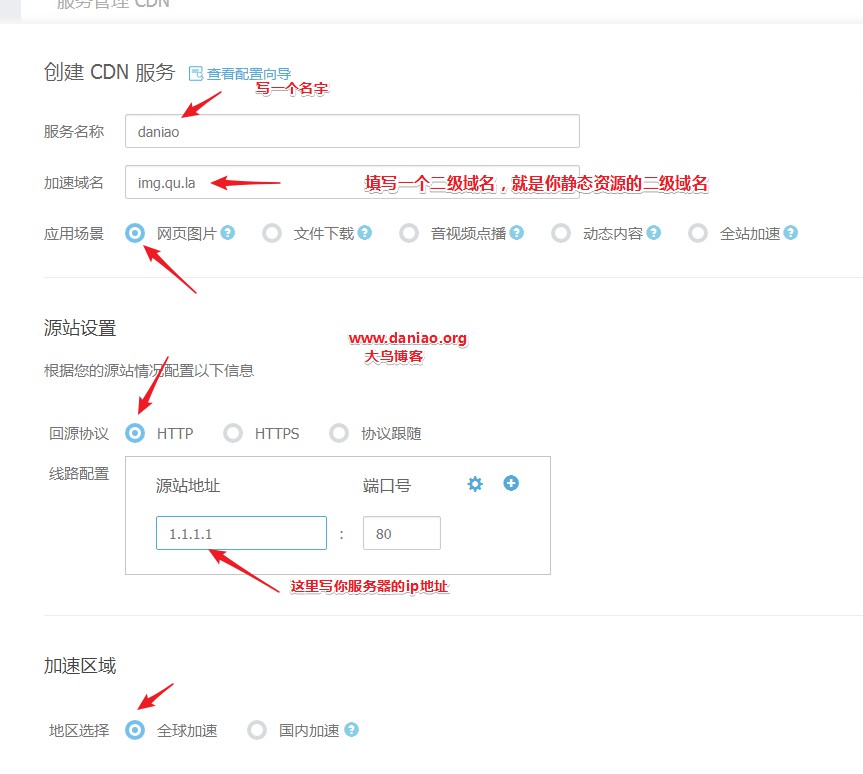 服务管理 CDN
创建 CDN 服务 查看配置向导
写一个名字
服务名称 daniao
加速域名 img.qu.la 填写一个二级域名，就是你静态资源的二级域名
应用场景 网页图片 ? 文件下载 ? 音视频点播 ? 动态内容 ? 全站加速 ?
源站设置
www.daniao.org
大鸟博客
根据您的源站情况配置以下信息
回源协议 HTTP HTTPS 协议跟随
线路配置
源站地址 端口号
1.1.1.1 : 80
这里写你服务器的ip地址
加速区域
地区选择 全球加速 国内加速 ?